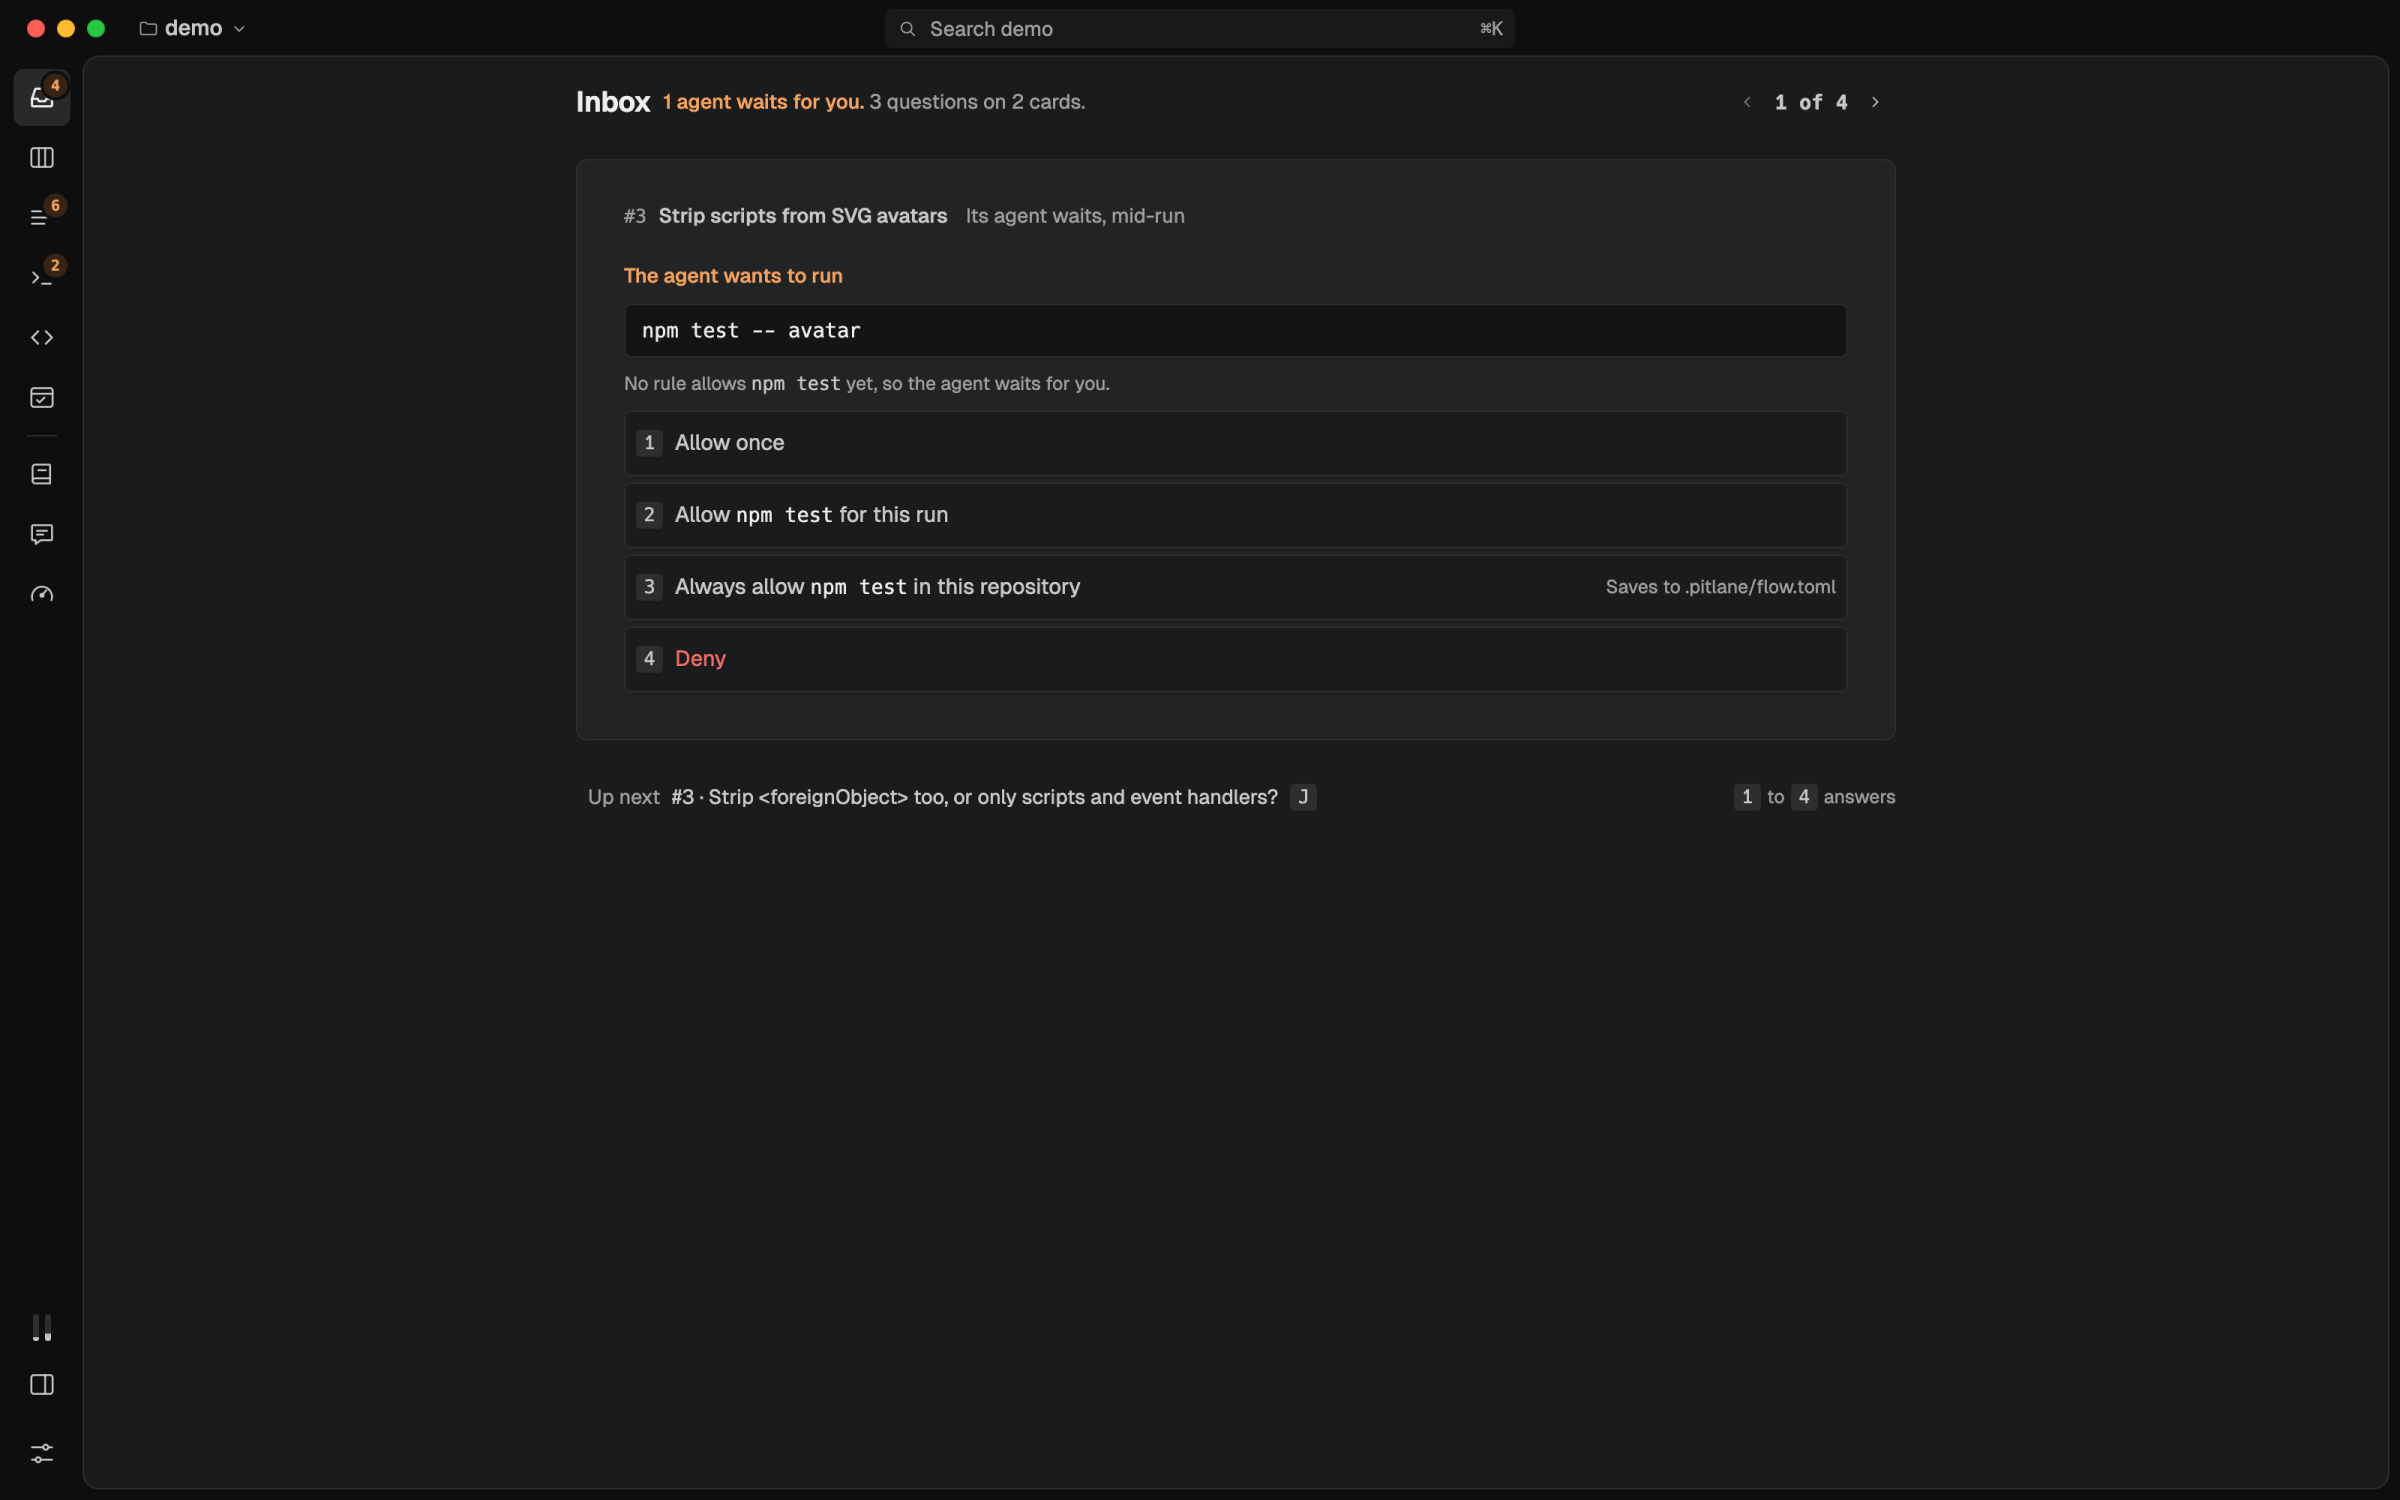 demo
Search demo
⌘K
4
6
2
Inbox 1 agent waits for you. 3 questions on 2 cards.
1 of 4
#3 Strip scripts from SVG avatars Its agent waits, mid-run
The agent wants to run
npm test -- avatar
No rule allows npm test yet, so the agent waits for you.
1 Allow once
2 Allow npm test for this run
3 Always allow npm test in this repository Saves to .pitlane/flow.toml
4 Deny
Up next #3 · Strip <foreignObject> too, or only scripts and event handlers? J
1 to 4 answers